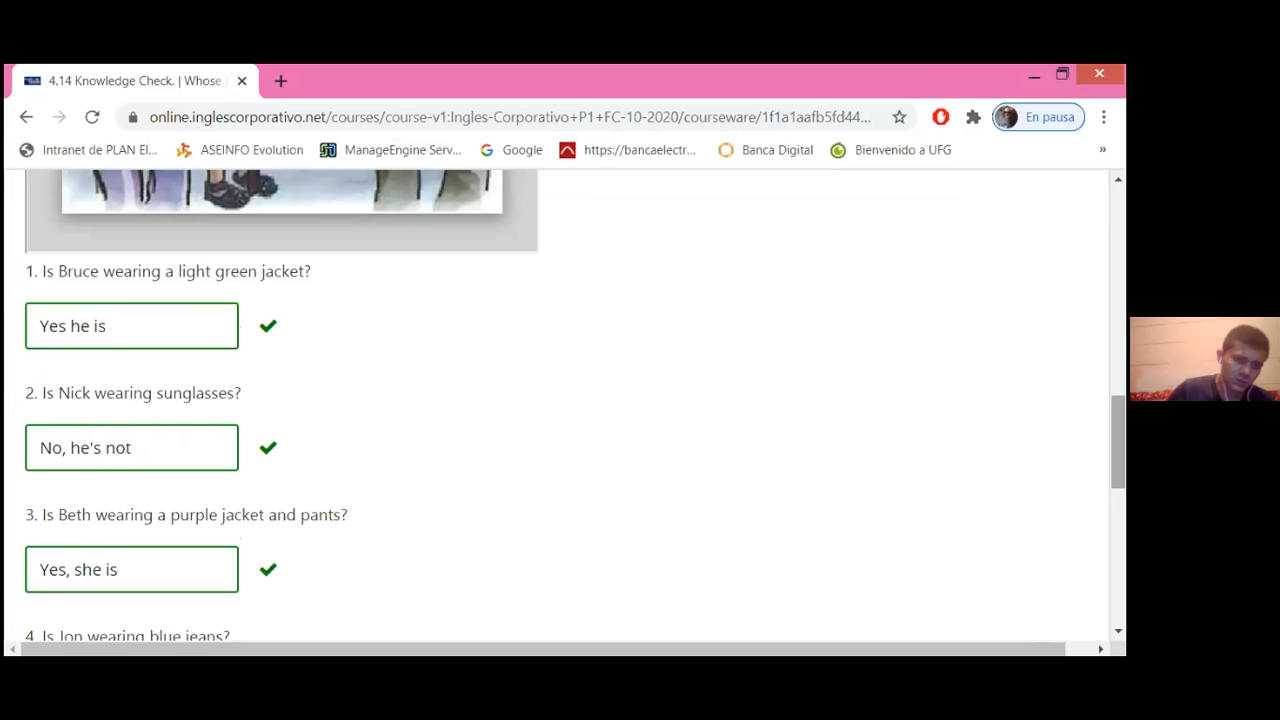 4.14 Knowledge Check. | Whose
online.inglescorporativo.net/courses/course-v1:Ingles-Corporativo+P1+FC-10-2020/courseware/1f1a1aafb5fd44...
En pausa
Intranet de PLAN El...
ASEINFO Evolution
ManageEngine Serv...
Google
https://bancaelectr...
Banca Digital
Bienvenido a UFG
»
1. Is Bruce wearing a light green jacket?
Yes he is
2. Is Nick wearing sunglasses?
No, he's not
3. Is Beth wearing a purple jacket and pants?
Yes, she is
4. Is Jon wearing blue jeans?